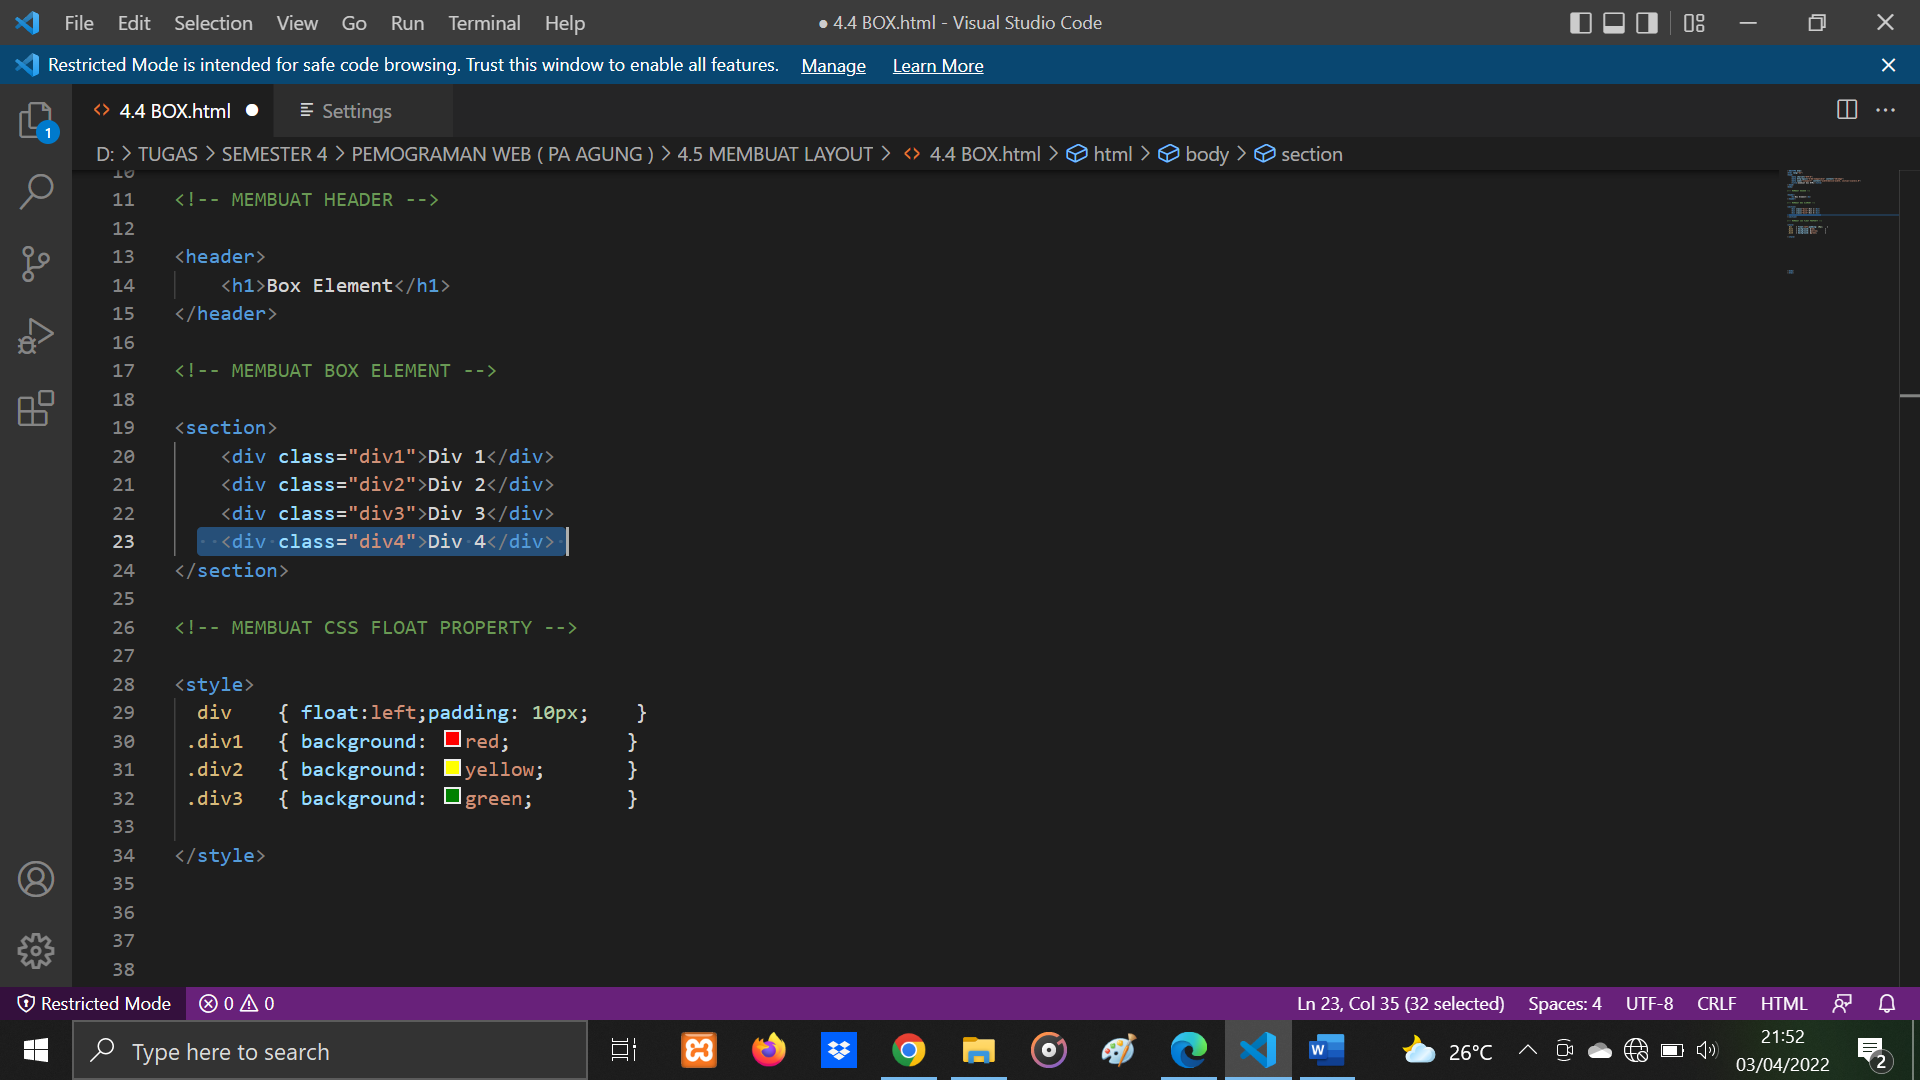 File Edit Selection View Go Run Terminal Help ● 4.4 BOX.html - Visual Studio Code
Restricted Mode is intended for safe code browsing. Trust this window to enable all features. Manage Learn More
4.4 BOX.html Settings
1
D: > TUGAS > SEMESTER 4 > PEMOGRAMAN WEB ( PA AGUNG ) > 4.5 MEMBUAT LAYOUT > 4.4 BOX.html > html > body > section
10
11 <!-- MEMBUAT HEADER -->
12
13 <header>
14     <h1>Box Element</h1>
15 </header>
16
17 <!-- MEMBUAT BOX ELEMENT -->
18
19 <section>
20     <div class="div1">Div 1</div>
21     <div class="div2">Div 2</div>
22     <div class="div3">Div 3</div>
23     <div class="div4">Div 4</div>
24 </section>
25
26 <!-- MEMBUAT CSS FLOAT PROPERTY -->
27
28 <style>
29   div    { float:left;padding: 10px;    }
30  .div1   { background: red;          }
31  .div2   { background: yellow;       }
32  .div3   { background: green;        }
33
34 </style>
35
36
37
38
Restricted Mode 0 0 Ln 23, Col 35 (32 selected) Spaces: 4 UTF-8 CRLF HTML
Type here to search 26°C 21:52
03/04/2022 2